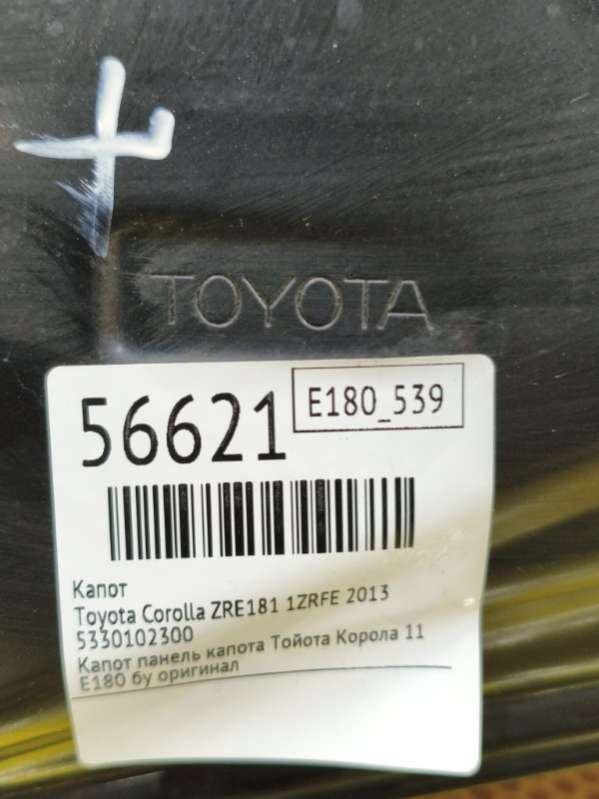 TOYOTA
56621
E180_539
Капот
Toyota Corolla ZRE181 1ZRFE 2013
5330102300
Капот панель капота Тойота Корола 11
E180 бу оригинал